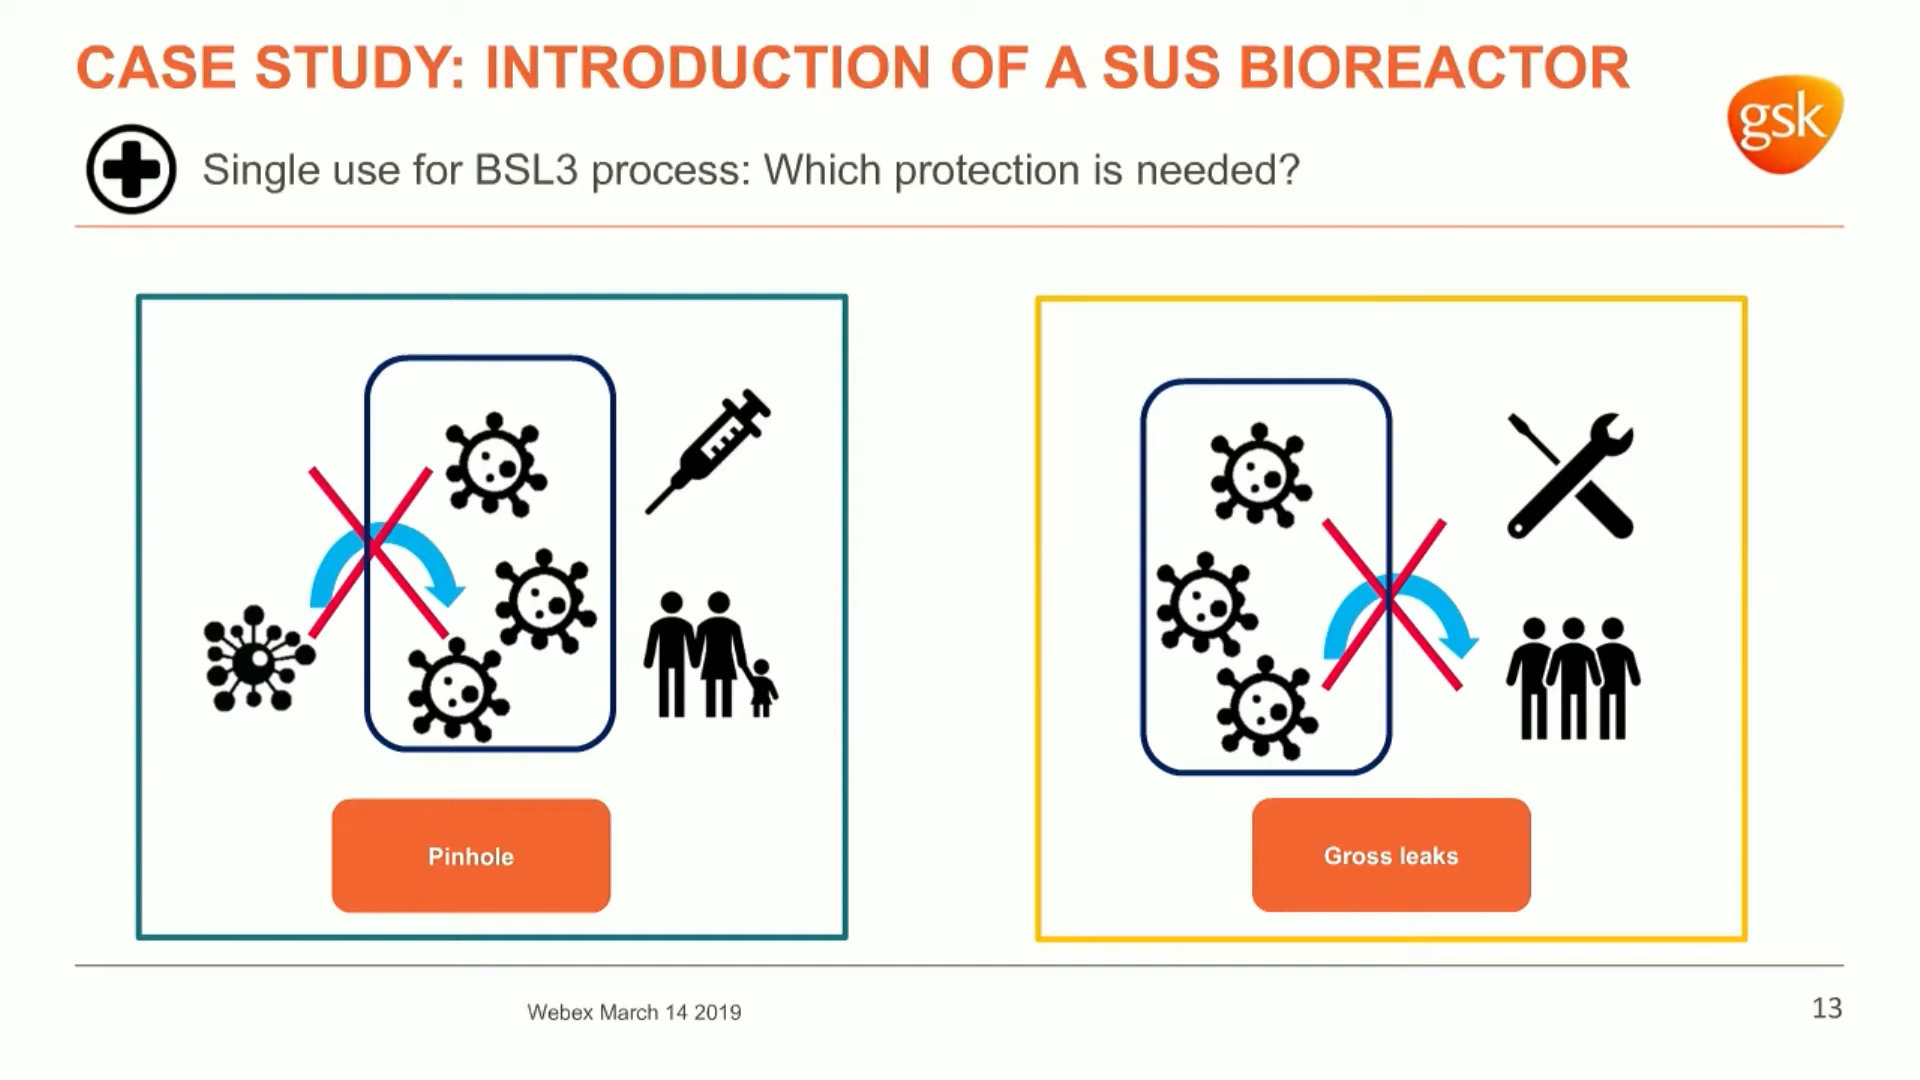 CASE STUDY: INTRODUCTION OF A SUS BIOREACTOR
gsk
Single use for BSL3 process: Which protection is needed?
Pinhole
Gross leaks
Webex March 14 2019
13